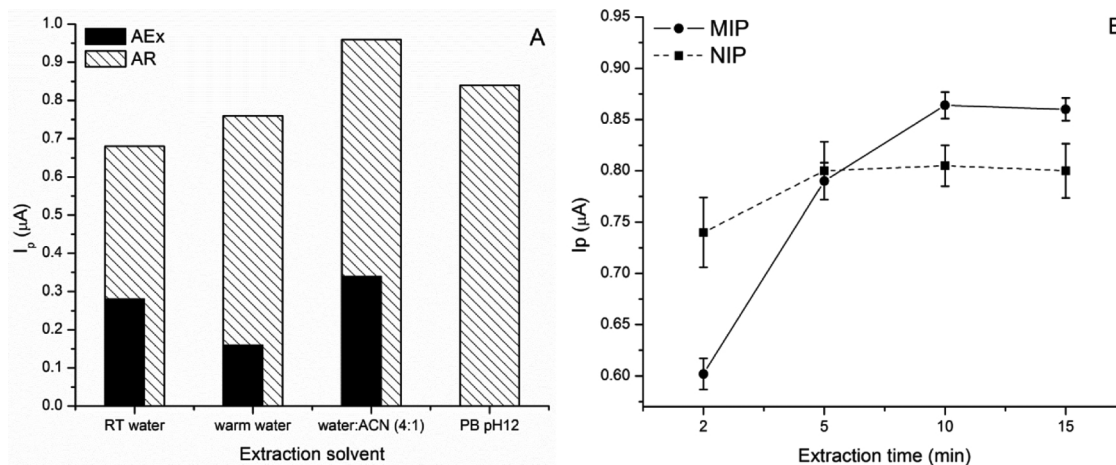 A
AEx
AR
1.0
0.9
0.8
0.7
0.6
0.5
0.4
0.3
0.2
0.1
0.0
Ip (μA)
RT water
warm water
water:ACN (4:1)
PB pH12
Extraction solvent
B
MIP
NIP
0.95
0.90
0.85
0.80
0.75
0.70
0.65
0.60
Ip (μA)
2
5
10
15
Extraction time (min)